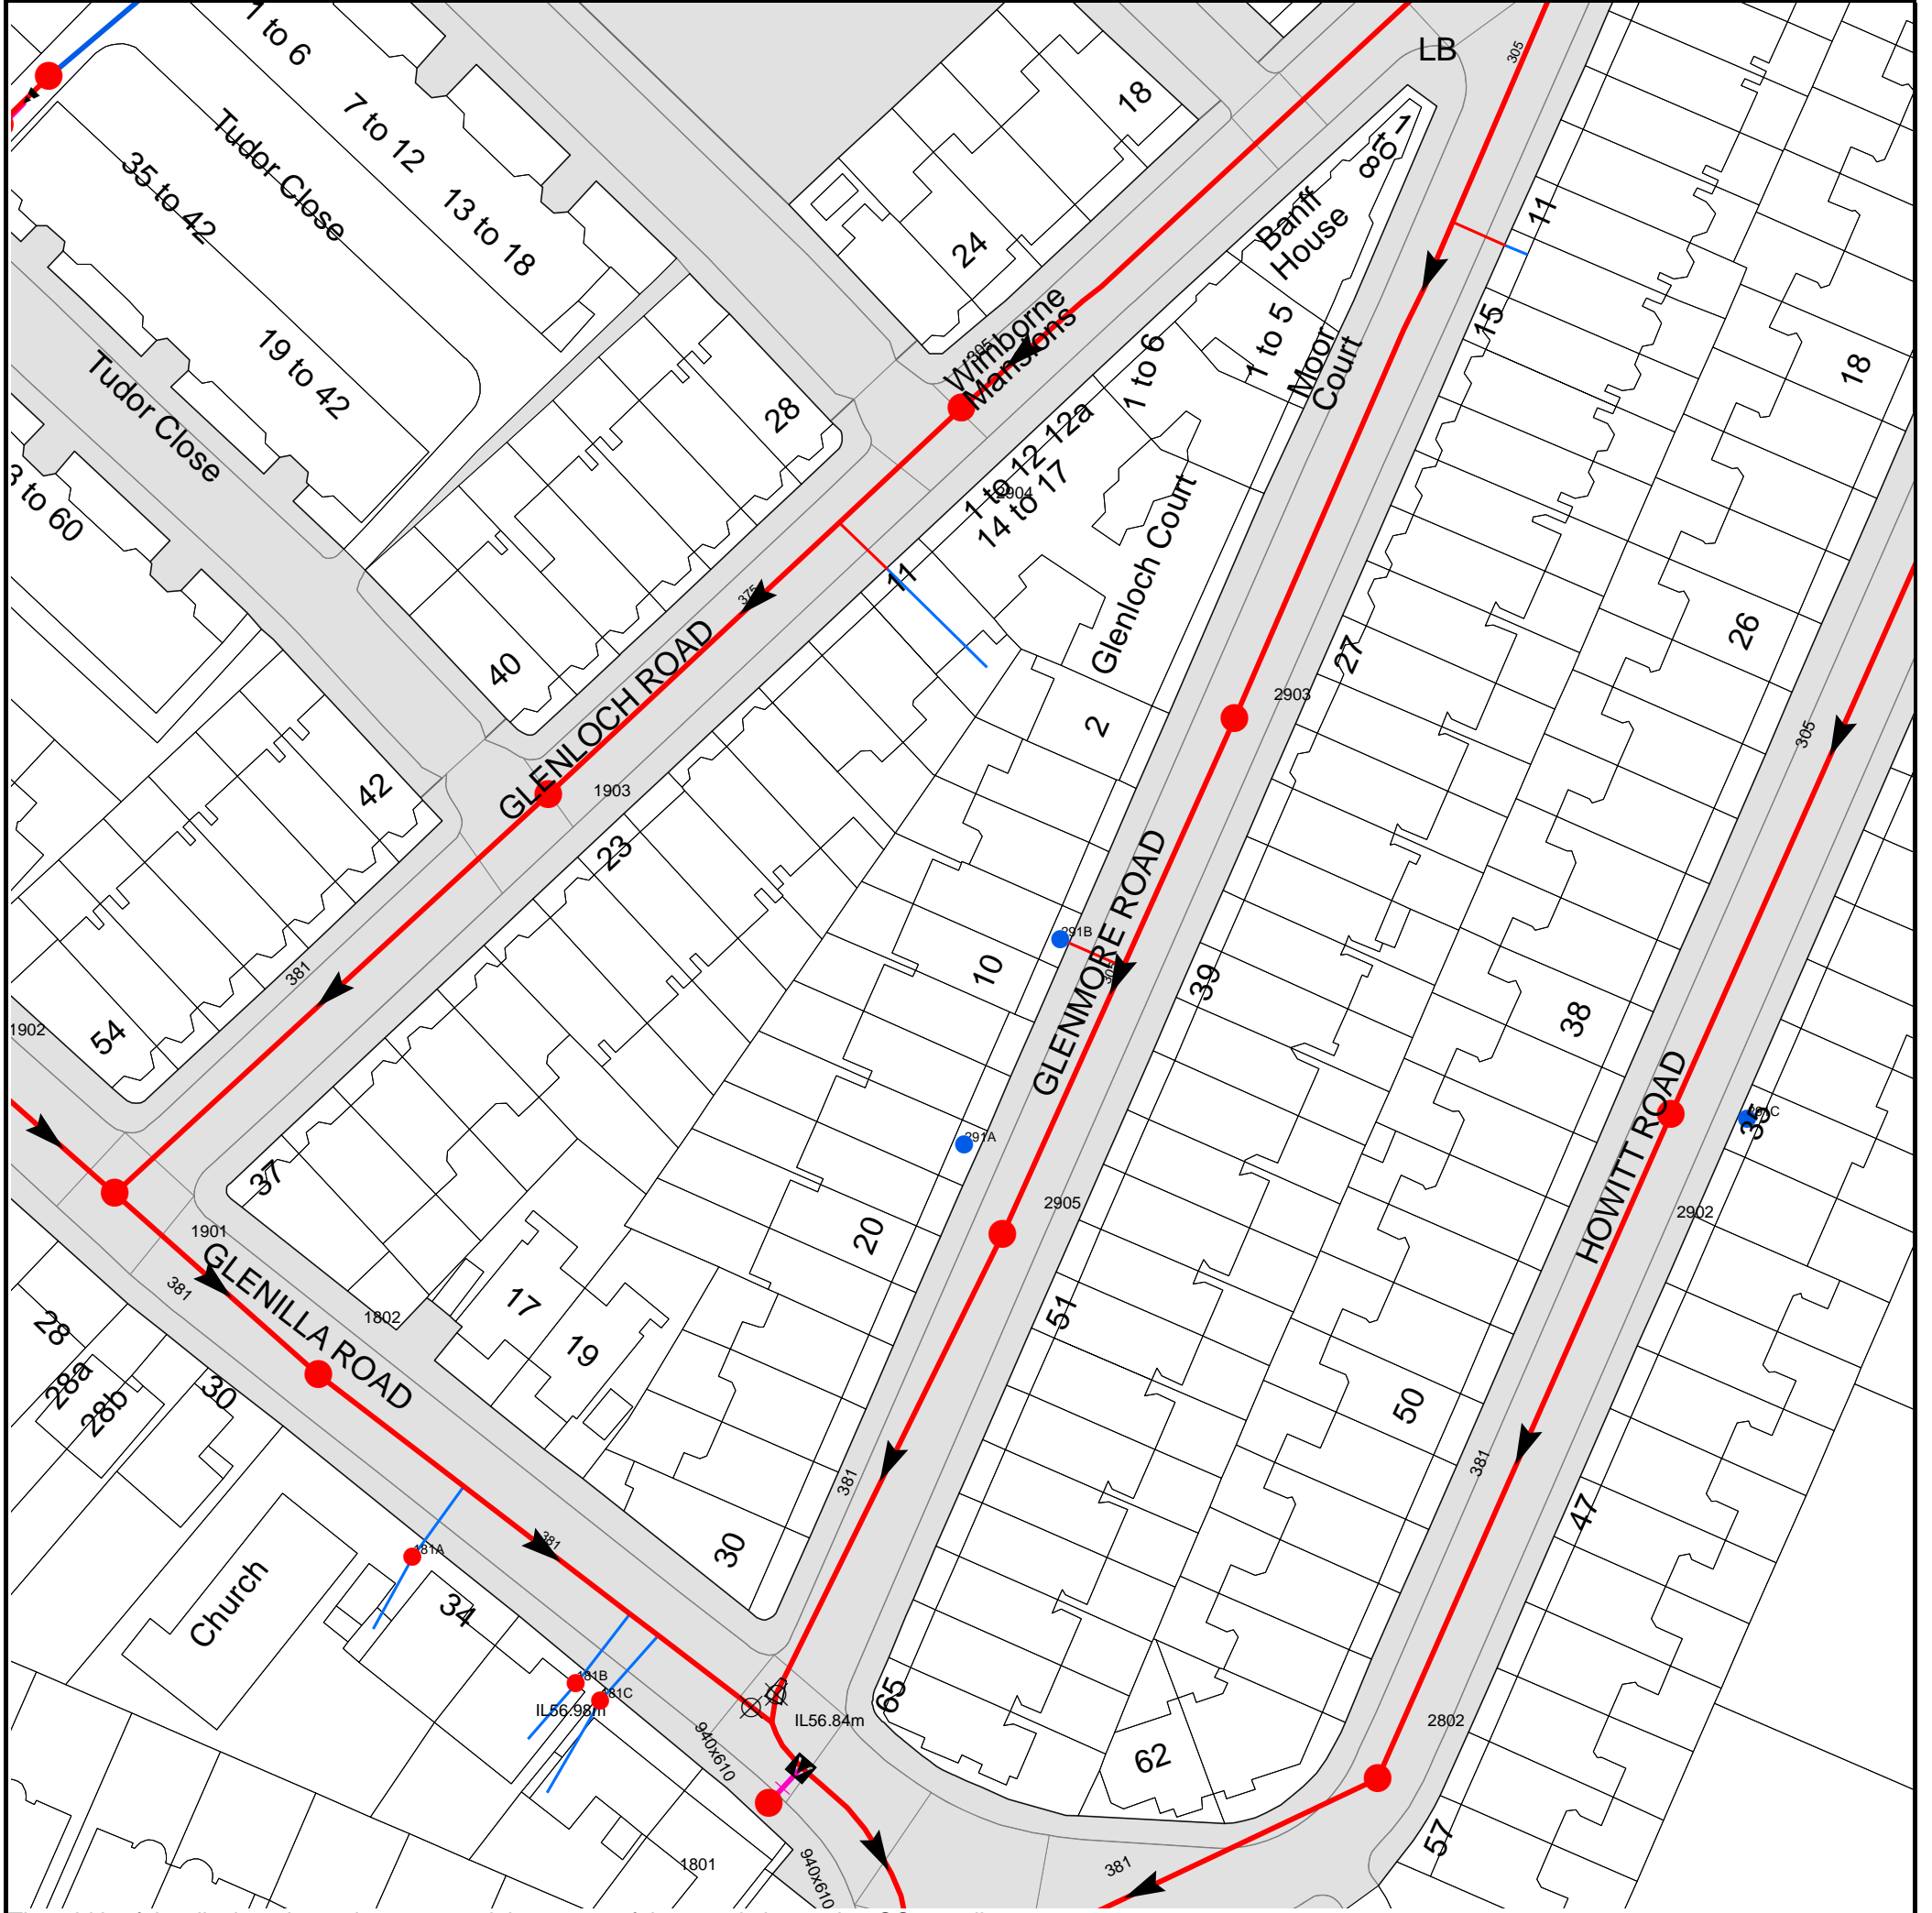 1 to 6
7 to 12
13 to 18
Tudor Close
35 to 42
19 to 42
Tudor Close
3 to 60
18
24
28
40
42
54
LB
305
8 to 1
Banff
House
1 to 5
Moor
Court
1 to 6
Wimborne
Mansions
305
1 to 12 12a
14 to 17
2904
Glenloch Court
11
375
GLENLOCH ROAD
1903
23
381
1902
37
1901
GLENILLA ROAD
381
1802
17
19
28
28a
28b
30
Church
34
381
181A
181B
181C
IL56.98m
IL56.84m
940x610
940x610
1801
11
15
18
27
26
2903
2
305
GLENMORE ROAD
291B
305
10
39
38
291A
2905
20
51
50
HOWITT ROAD
35
291C
2902
381
30
381
47
65
62
2802
57
381